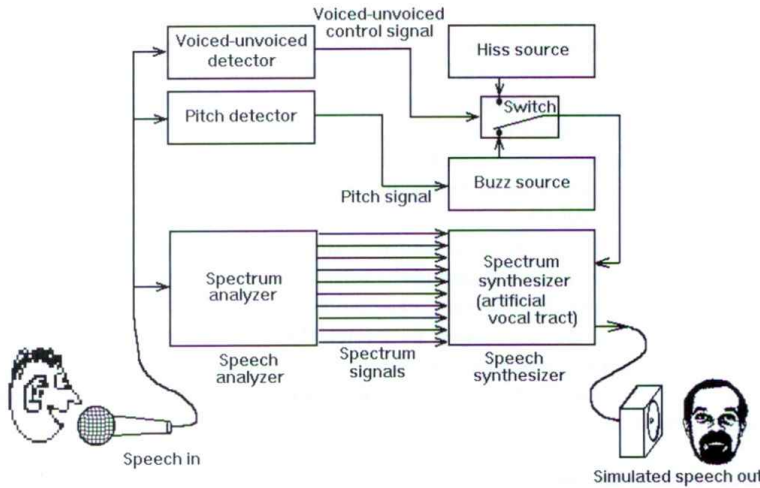 Voiced-unvoiced
control signal
Voiced-unvoiced
detector
Hiss source
Pitch detector
Switch
Pitch signal
Buzz source
Spectrum
analyzer
Spectrum
synthesizer
(artificial
vocal tract)
Speech
analyzer
Spectrum
signals
Speech
synthesizer
Speech in
Simulated speech out